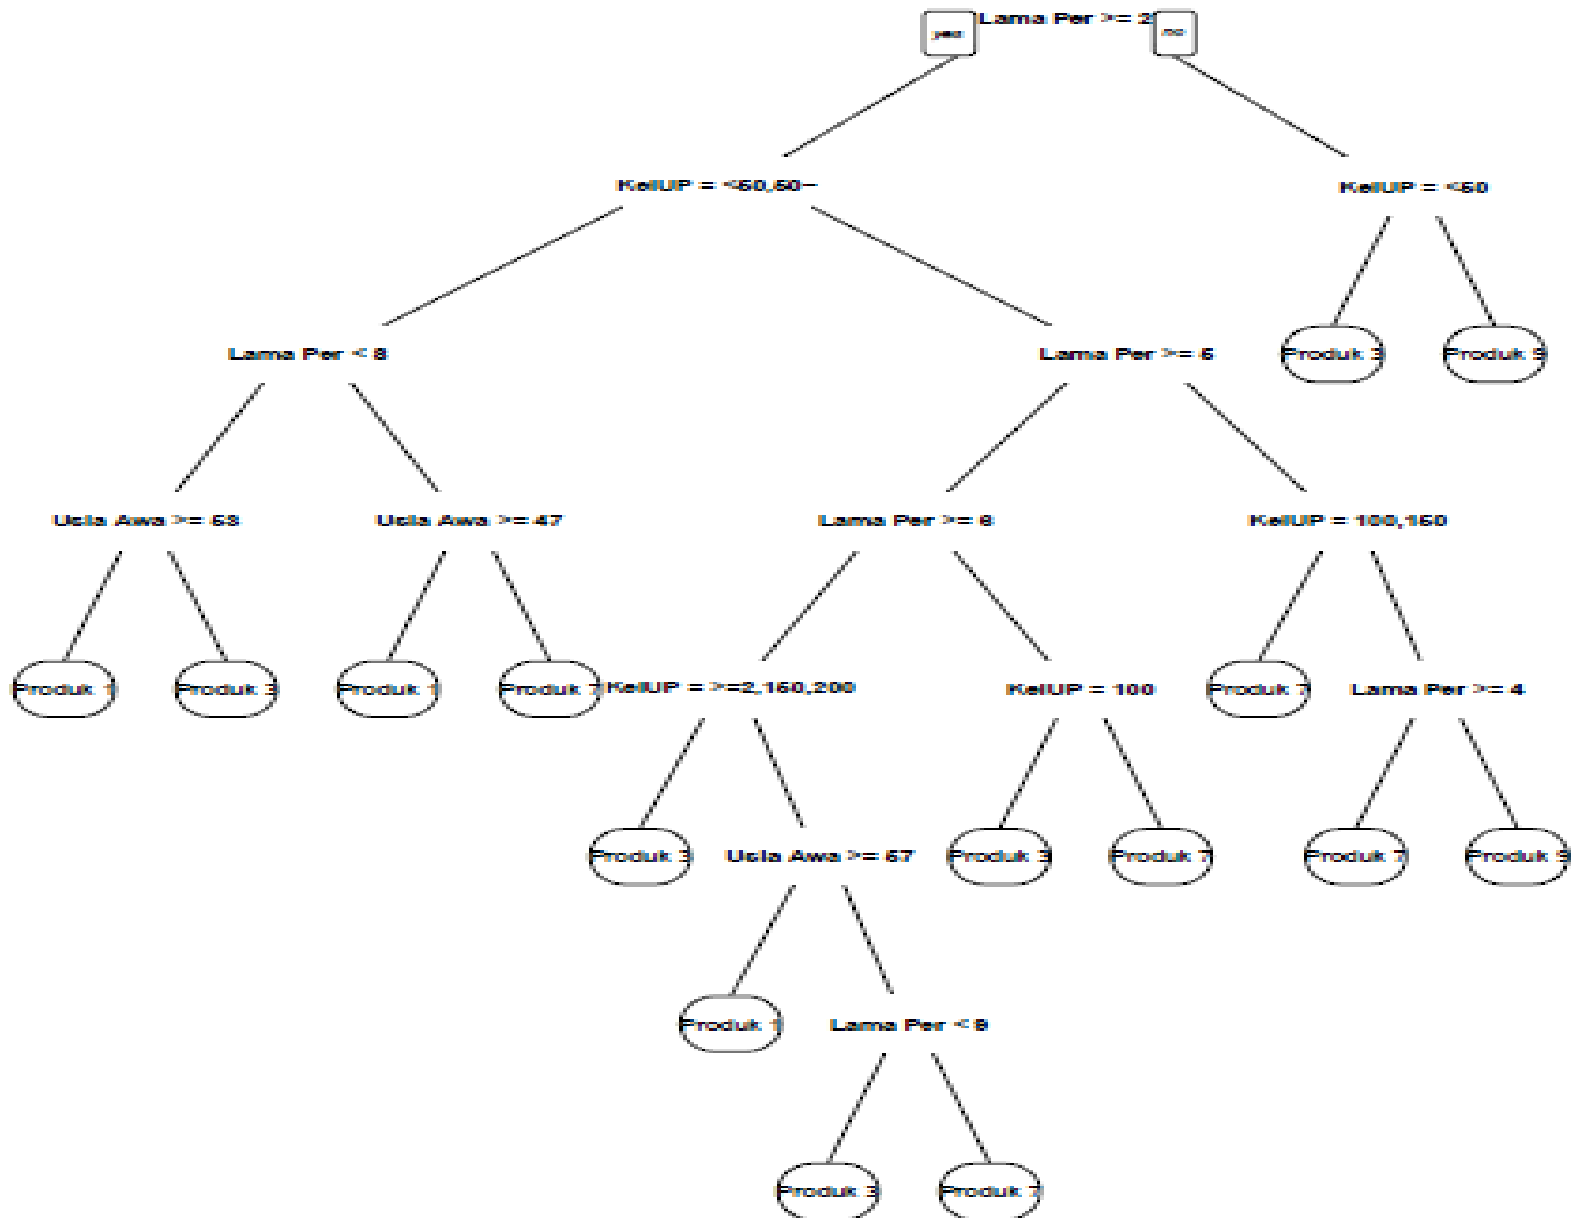 Lama Per >= 2
yes
no
KelUP = <50,50-
KelUP = <50
Lama Per < 8
Lama Per >= 5
Produk 3
Produk 9
Usia Awa >= 53
Usia Awa >= 47
Lama Per >= 6
KelUP = 100,150
Produk 1
Produk 3
Produk 1
Produk 7
KelUP = >=2,150,200
KelUP = 100
Produk 7
Lama Per >= 4
Produk 3
Usia Awa >= 57
Produk 3
Produk 7
Produk 7
Produk 9
Produk 1
Lama Per < 9
Produk 3
Produk 7